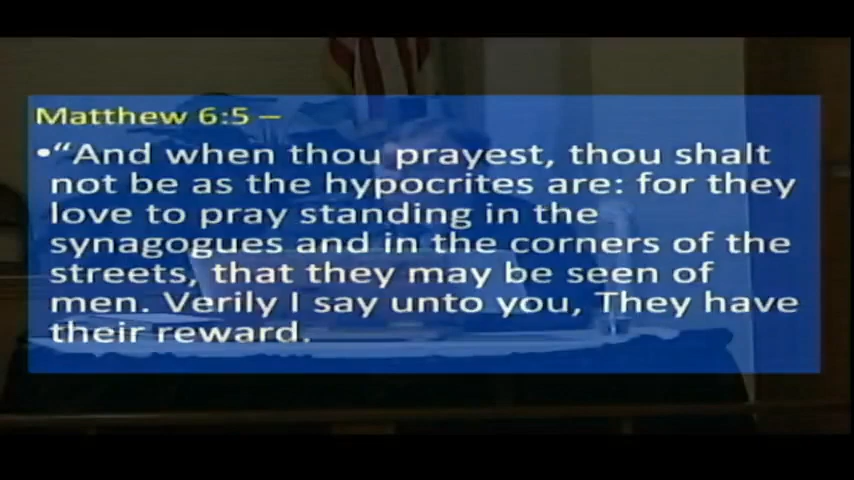 Matthew 6:5 –
•“And when thou prayest, thou shalt
not be as the hypocrites are: for they
love to pray standing in the
synagogues and in the corners of the
streets, that they may be seen of
men. Verily I say unto you, They have
their reward.